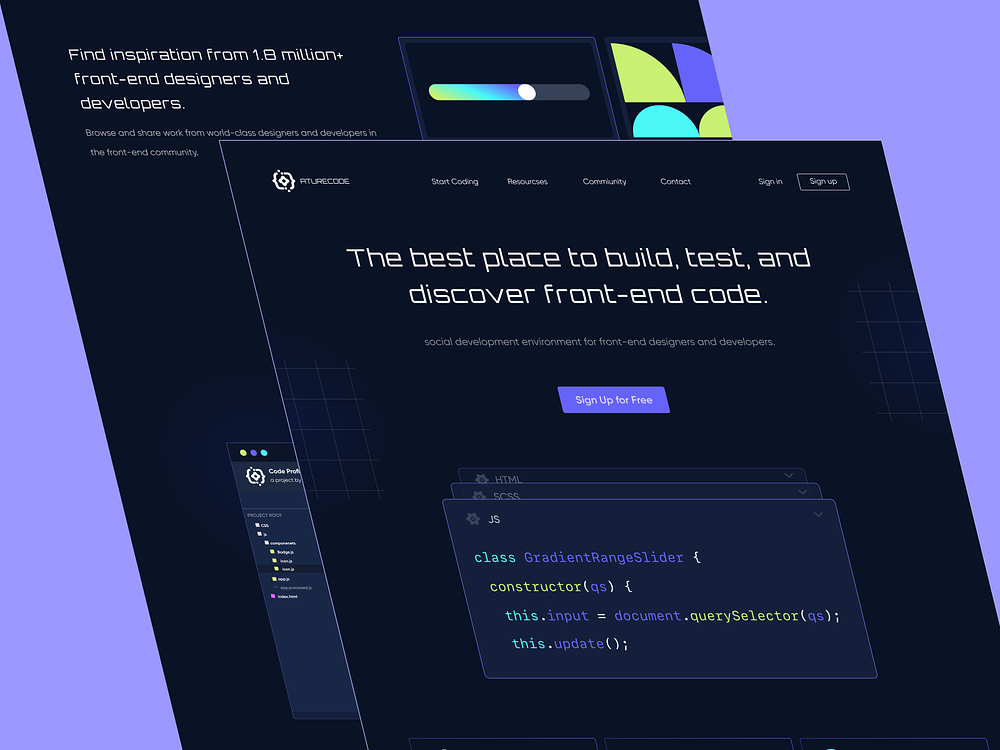 Find inspiration from 1.8 million+
front-end designers and
developers.
Browse and share work from world-class designers and developers in
the front-end community.
ATURECODE
Start Coding
Resourcses
Commiunity
Contact
Sign in
Sign up
The best place to build, test, and
discover front-end code.
social development environment for front-end designers and developers.
Sign Up for Free
Code Profi
a project by
PROJECT ROOT
css
js
componenets
Badge.js
icon.js
icon.js
app.js
app.processed.js
index.html
HTML
SCSS
JS
class GradientRangeSlider {
constructor(qs) {
this.input = document.querySelector(qs);
this.update();